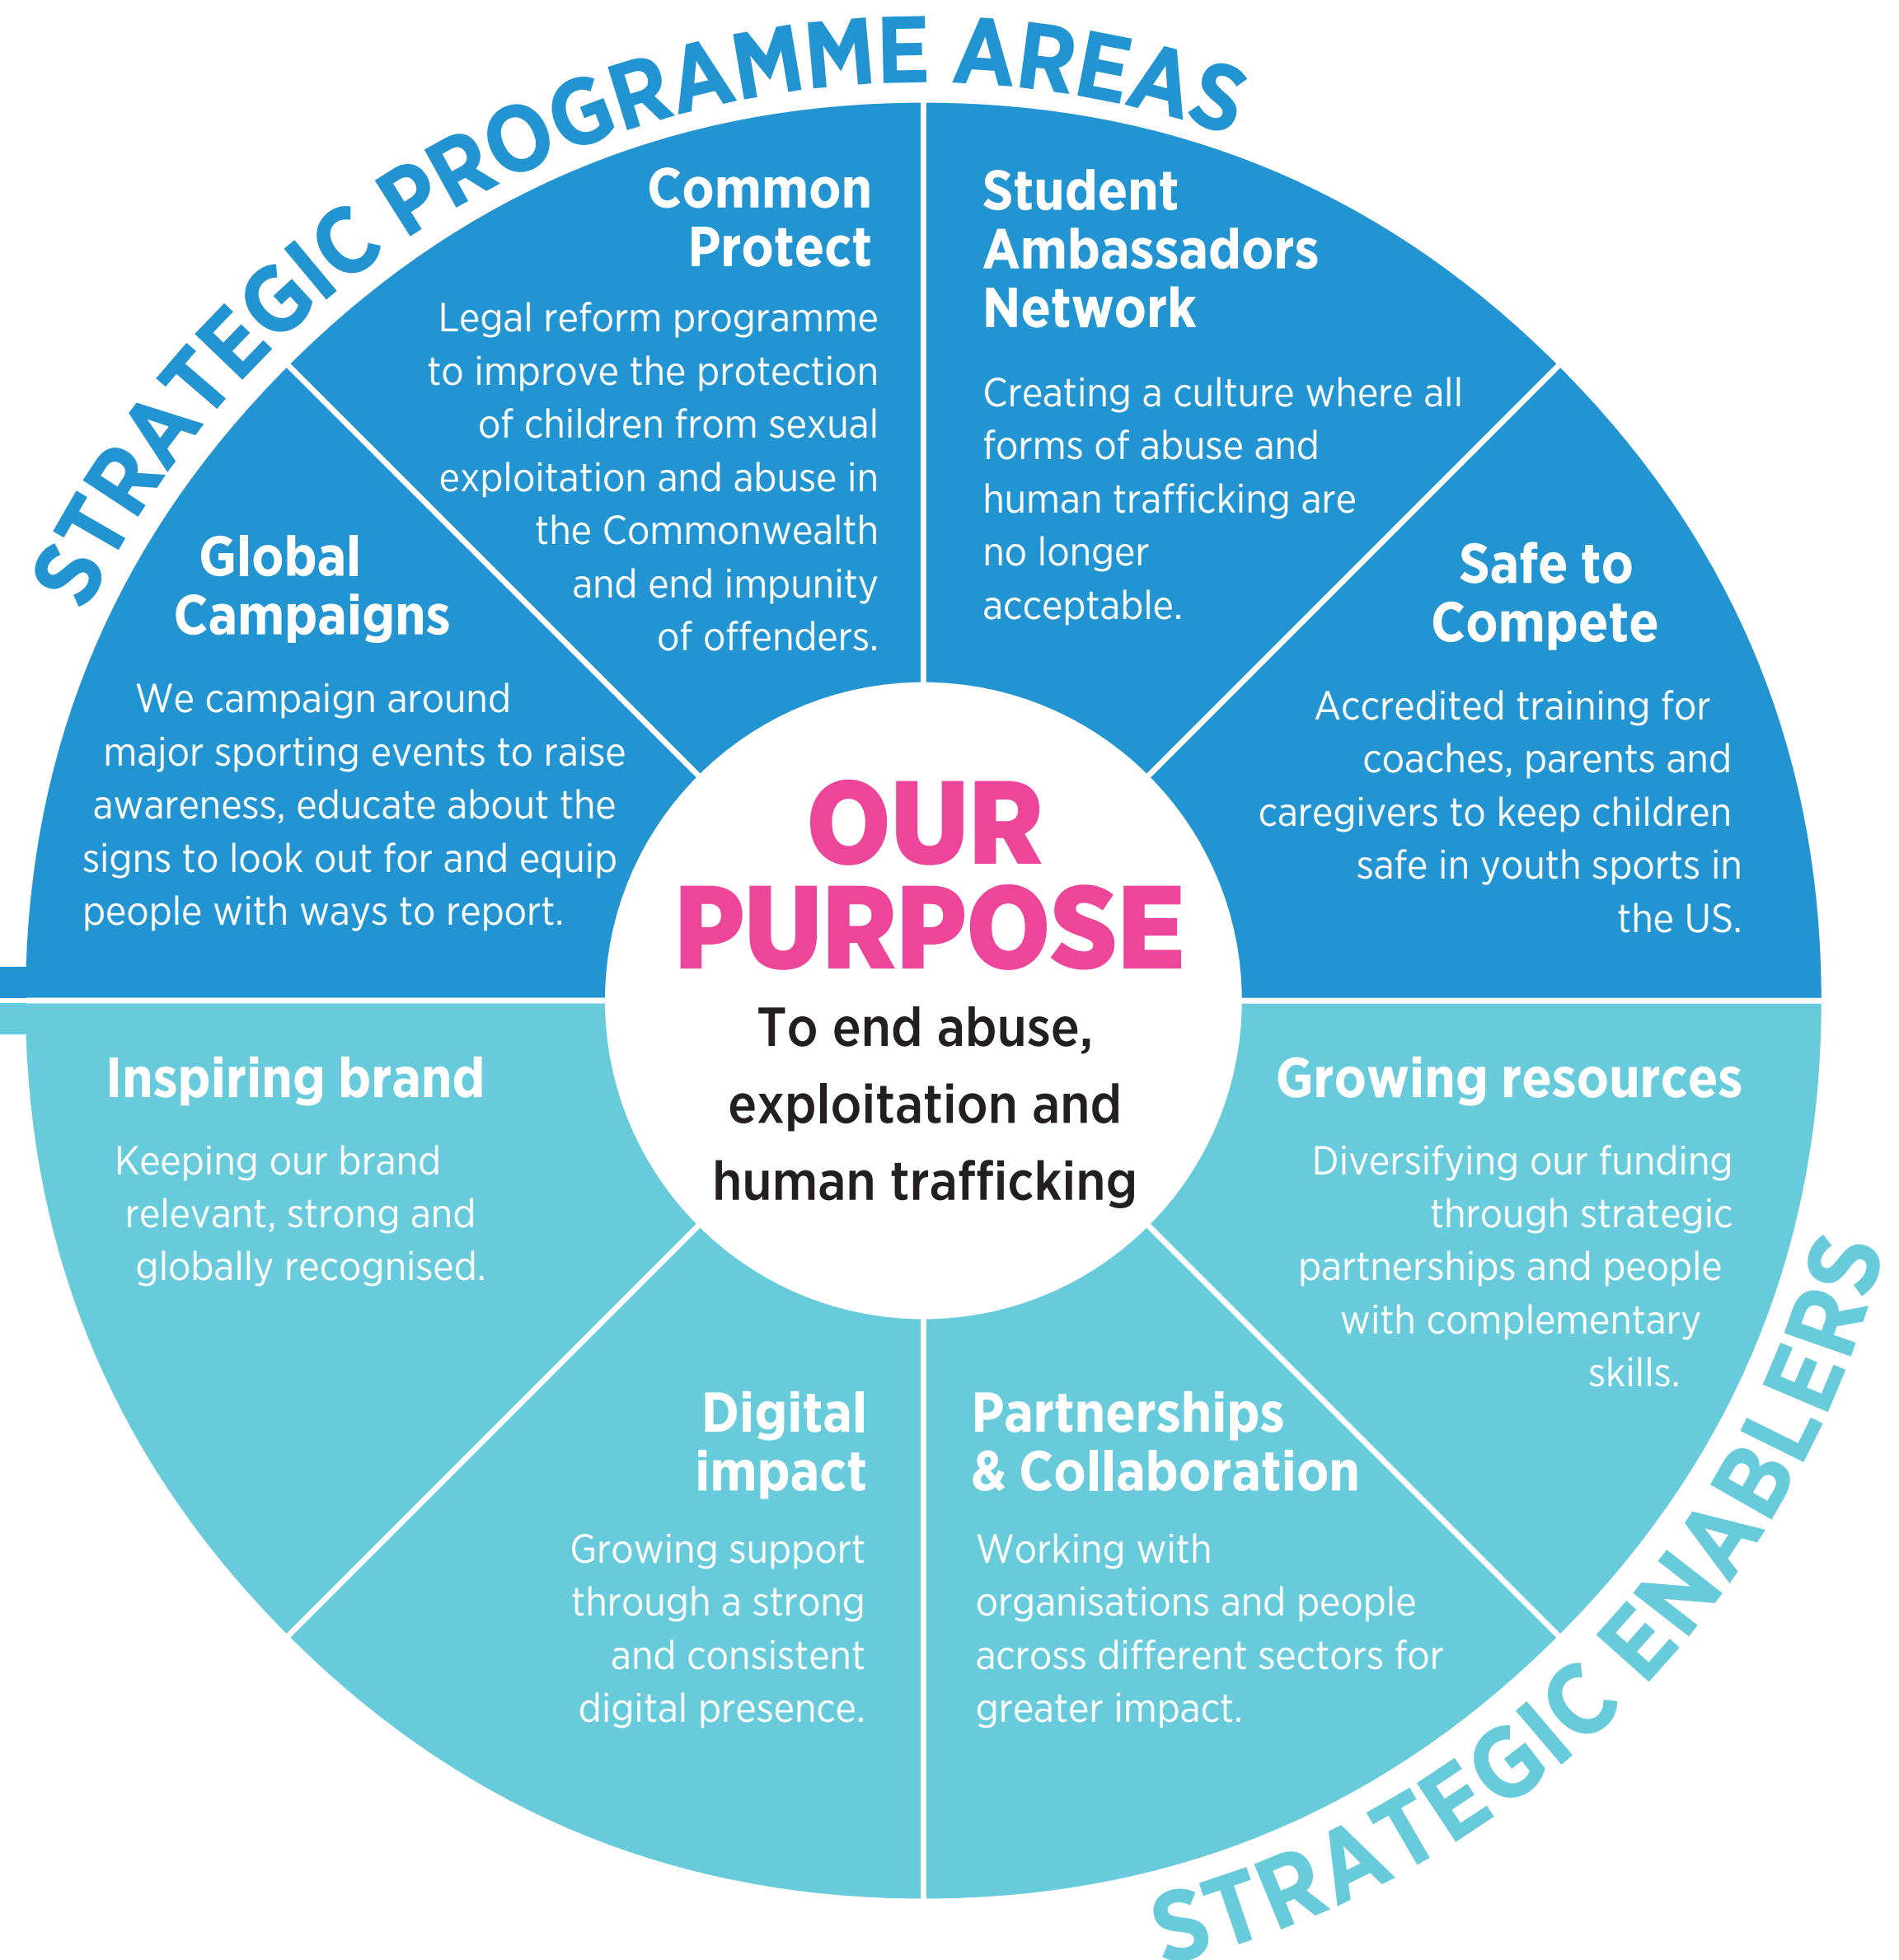 STRATEGIC PROGRAMME AREAS
Common
Protect
Legal reform programme
to improve the protection
of children from sexual
exploitation and abuse in
the Commonwealth
and end impunity
of offenders.
Student
Ambassadors
Network
Creating a culture where all
forms of abuse and
human trafficking are
no longer
acceptable.
Global
Campaigns
We campaign around
major sporting events to raise
awareness, educate about the
signs to look out for and equip
people with ways to report.
Safe to
Compete
Accredited training for
coaches, parents and
caregivers to keep children
safe in youth sports in
the US.
OUR
PURPOSE
To end abuse,
exploitation and
human trafficking
Inspiring brand
Keeping our brand
relevant, strong and
globally recognised.
Growing resources
Diversifying our funding
through strategic
partnerships and people
with complementary
skills.
Digital
impact
Growing support
through a strong
and consistent
digital presence.
Partnerships
& Collaboration
Working with
organisations and people
across different sectors for
greater impact.
STRATEGIC ENABLERS